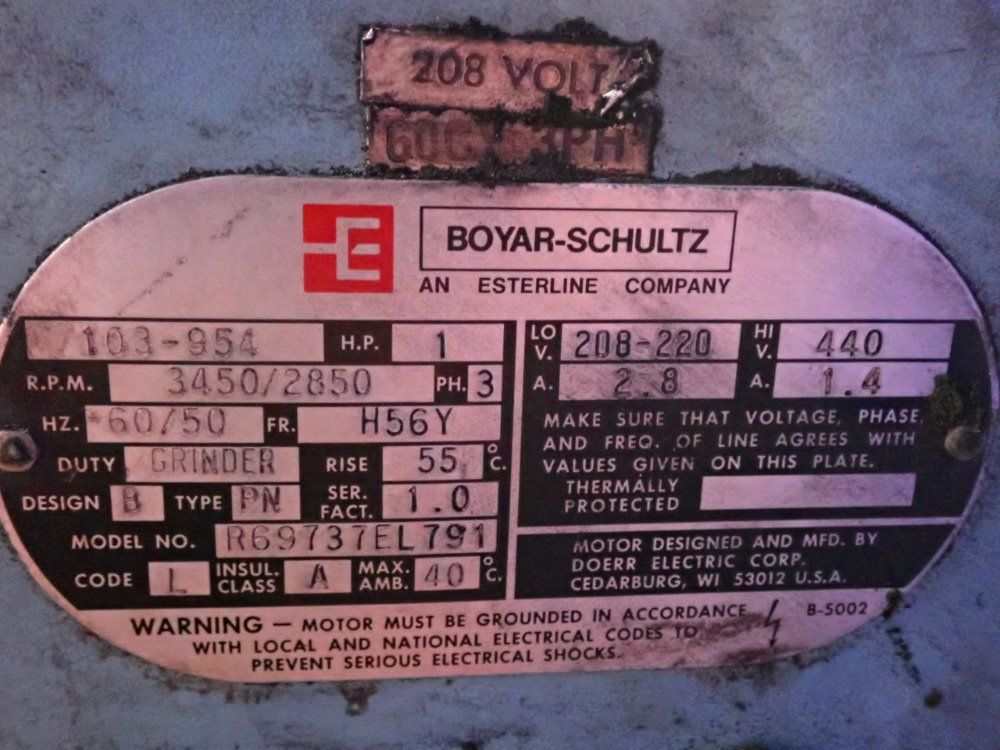 208 VOLT
60CY 3PH
E
BOYAR-SCHULTZ
AN ESTERLINE COMPANY
103-954 H.P. 1
R.P.M. 3450/2850 PH. 3
HZ. 60/50 FR. H56Y
DUTY GRINDER RISE 55 °C.
DESIGN B TYPE PN SER. FACT. 1.0
MODEL NO. R69737EL791
CODE L INSUL. CLASS A MAX. AMB. 40 °C.
LO V. 208-220 HI V. 440
A. 2.8 A. 1.4
MAKE SURE THAT VOLTAGE, PHASE,
AND FREQ. OF LINE AGREES WITH
VALUES GIVEN ON THIS PLATE.
THERMALLY
PROTECTED
MOTOR DESIGNED AND MFD. BY
DOERR ELECTRIC CORP.
CEDARBURG, WI 53012 U.S.A.
WARNING — MOTOR MUST BE GROUNDED IN ACCORDANCE
WITH LOCAL AND NATIONAL ELECTRICAL CODES TO
PREVENT SERIOUS ELECTRICAL SHOCKS.
B-5002